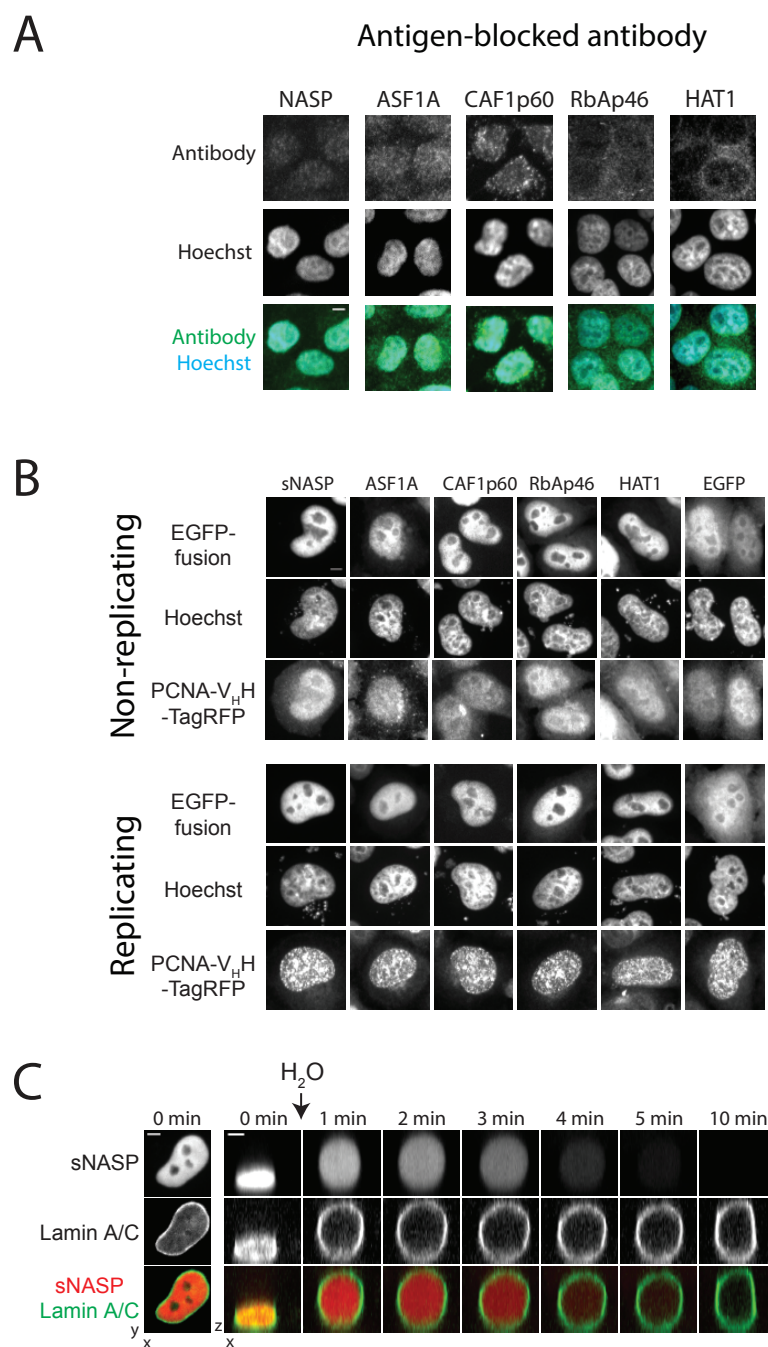 A
Antigen-blocked antibody
NASP ASF1A CAF1p60 RbAp46 HAT1
Antibody
Hoechst
Antibody
Hoechst
B
sNASP ASF1A CAF1p60 RbAp46 HAT1 EGFP
Non-replicating
EGFP-
fusion
Hoechst
PCNA-VHH
-TagRFP
Replicating
EGFP-
fusion
Hoechst
PCNA-VHH
-TagRFP
C
H2O
0 min 0 min 1 min 2 min 3 min 4 min 5 min 10 min
sNASP
Lamin A/C
sNASP
Lamin A/C
y
x
z
x